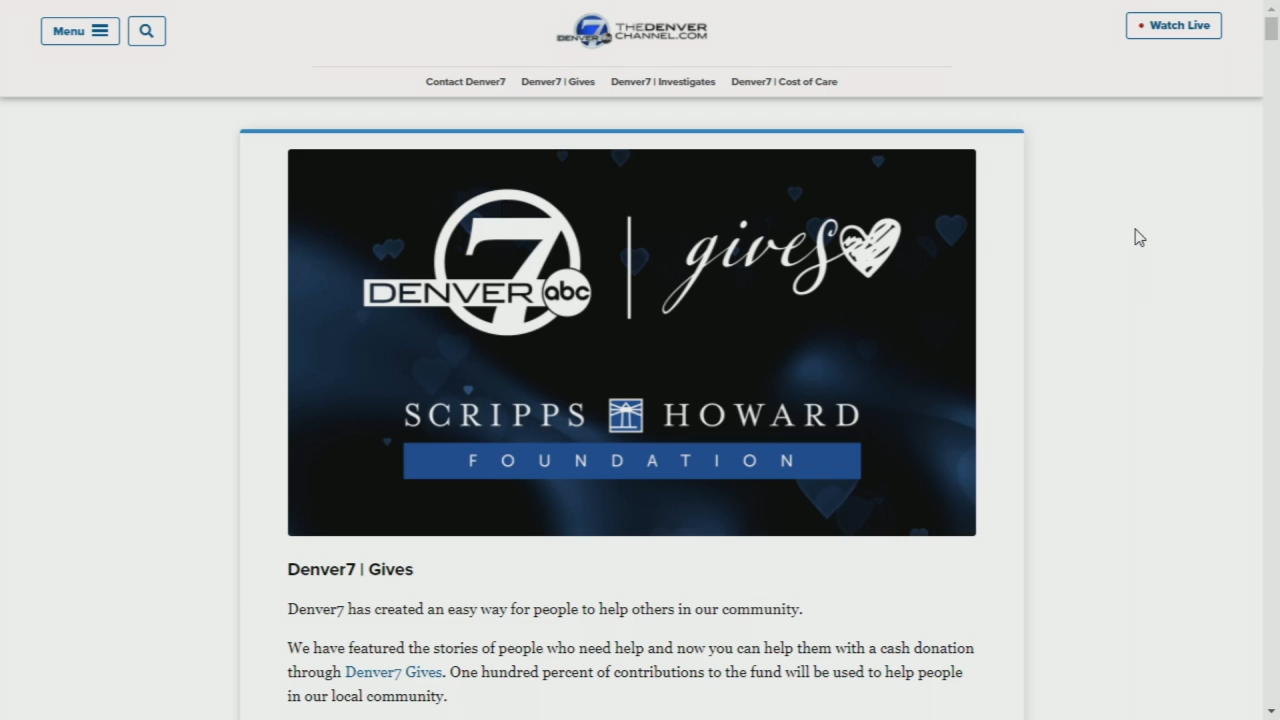 Menu
7
DENVER
THEDENVER
CHANNEL.COM
Watch Live
Contact Denver7
Denver7 | Gives
Denver7 | Investigates
Denver7 | Cost of Care
7
DENVER abc
gives
SCRIPPS HOWARD
FOUNDATION
Denver7 | Gives
Denver7 has created an easy way for people to help others in our community.
We have featured the stories of people who need help and now you can help them with a cash donation
through Denver7 Gives. One hundred percent of contributions to the fund will be used to help people
in our local community.